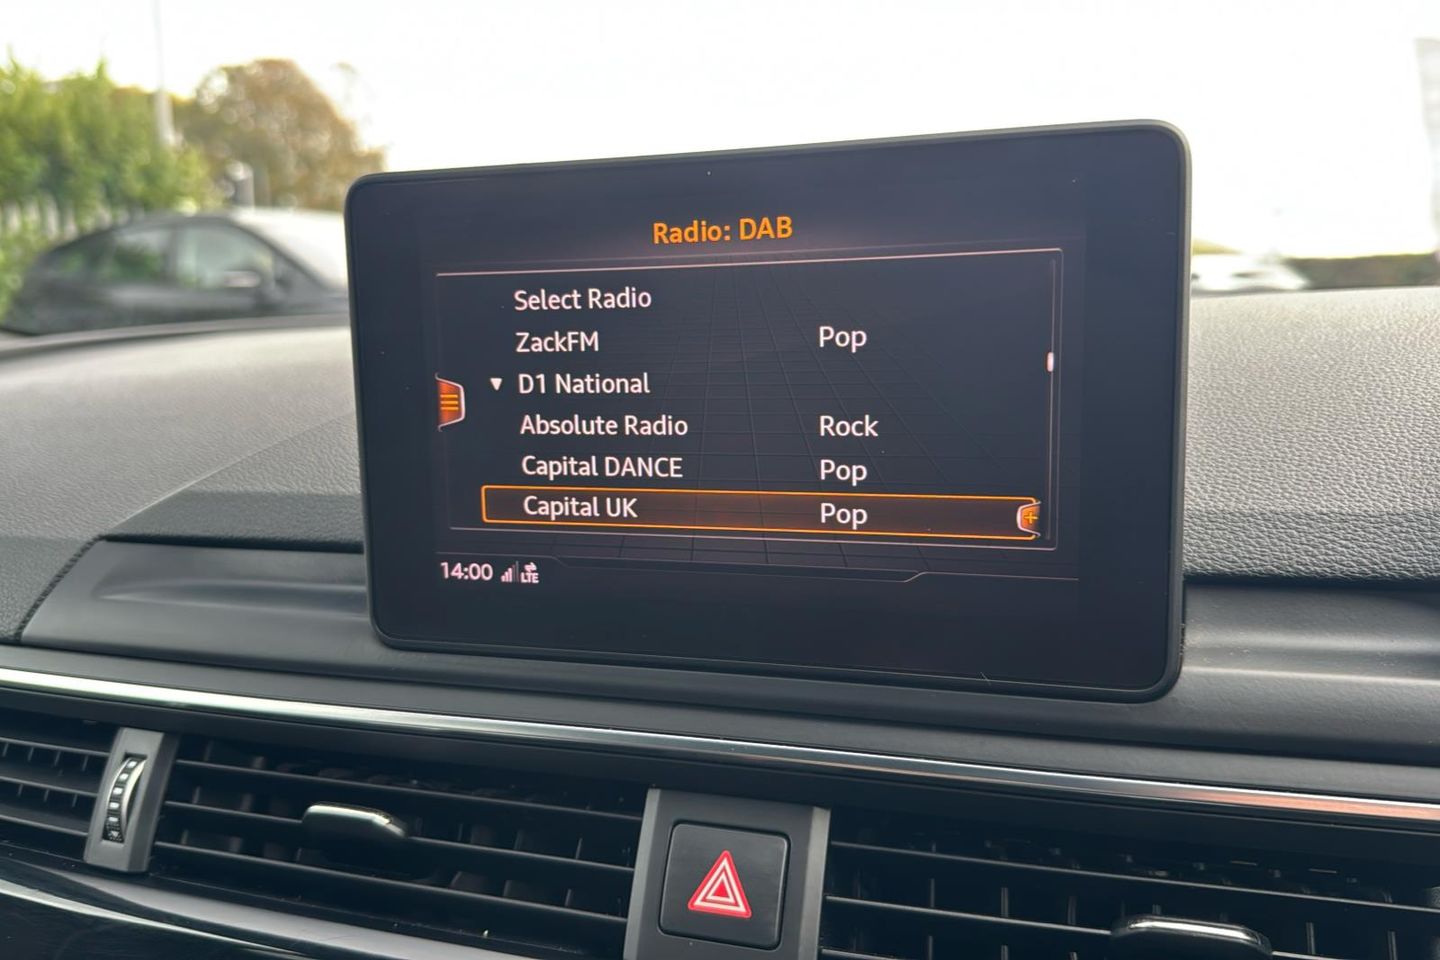 Radio: DAB
Select Radio
ZackFM Pop
D1 National
Absolute Radio Rock
Capital DANCE Pop
Capital UK Pop
14:00 LTE